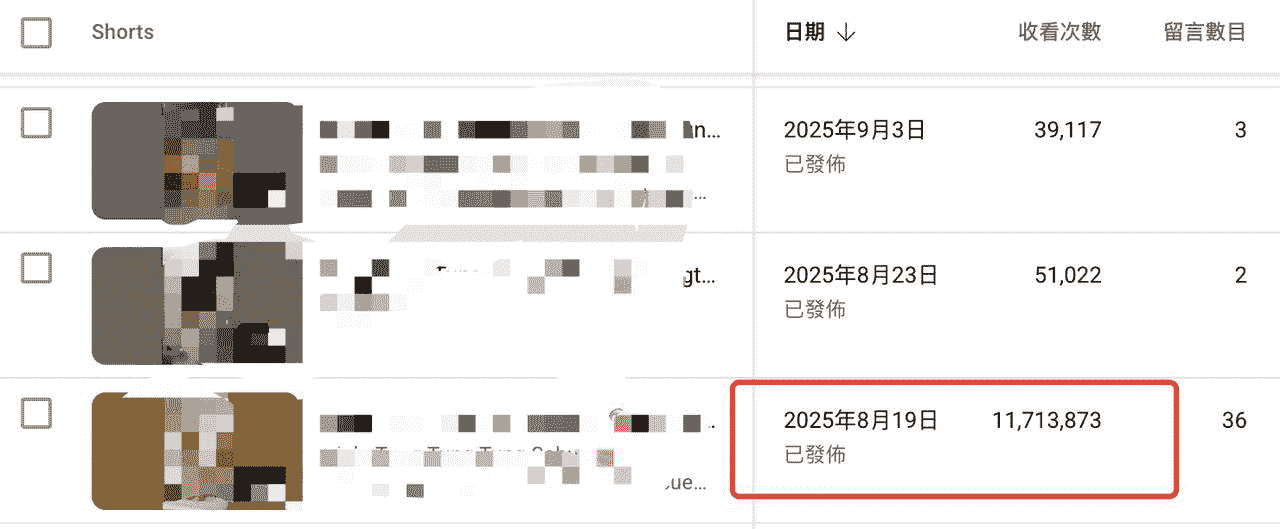 Shorts 日期 ↓ 收看次數 留言數目
2025年9月3日 39,117 3
已發佈
2025年8月23日 51,022 2
已發佈
2025年8月19日 11,713,873 36
已發佈